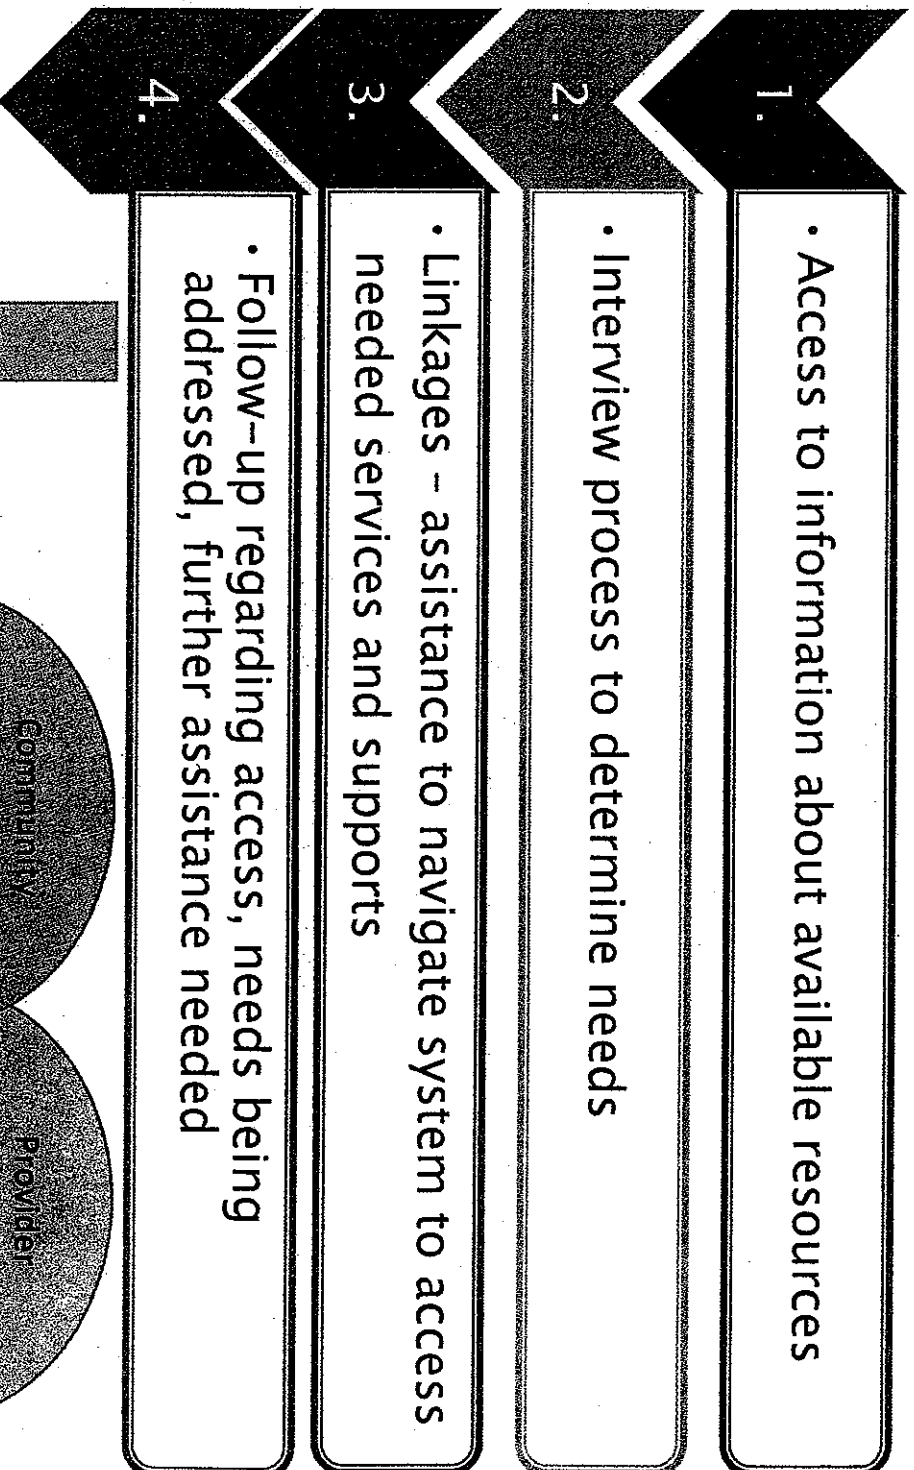 1.
• Access to information about available resources
2.
• Interview process to determine needs
3.
• Linkages – assistance to navigate system to access
needed services and supports
4.
• Follow-up regarding access, needs being
addressed, further assistance needed
Community
Provider